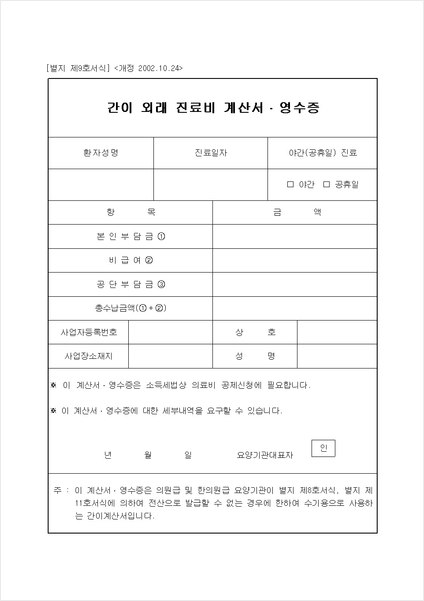 [별지 제9호서식] <개정 2002.10.24>
간이 외래 진료비 계산서 · 영수증
환자성명 진료일자 야간(공휴일) 진료
□ 야간 □ 공휴일
항 목 금 액
본 인 부 담 금 ①
비 급 여 ②
공 단 부 담 금 ③
총수납금액(①+②)
사업자등록번호 상 호
사업장소재지 성 명
※ 이 계산서 · 영수증은 소득세법상 의료비 공제신청에 필요합니다.
※ 이 계산서 · 영수증에 대한 세부내역을 요구할 수 있습니다.
년 월 일 요양기관대표자 인
주 : 이 계산서 · 영수증은 의원급 및 한의원급 요양기관이 별지 제8호서식, 별지 제
11호서식에 의하여 전산으로 발급할 수 없는 경우에 한하여 수기용으로 사용하
는 간이계산서입니다.